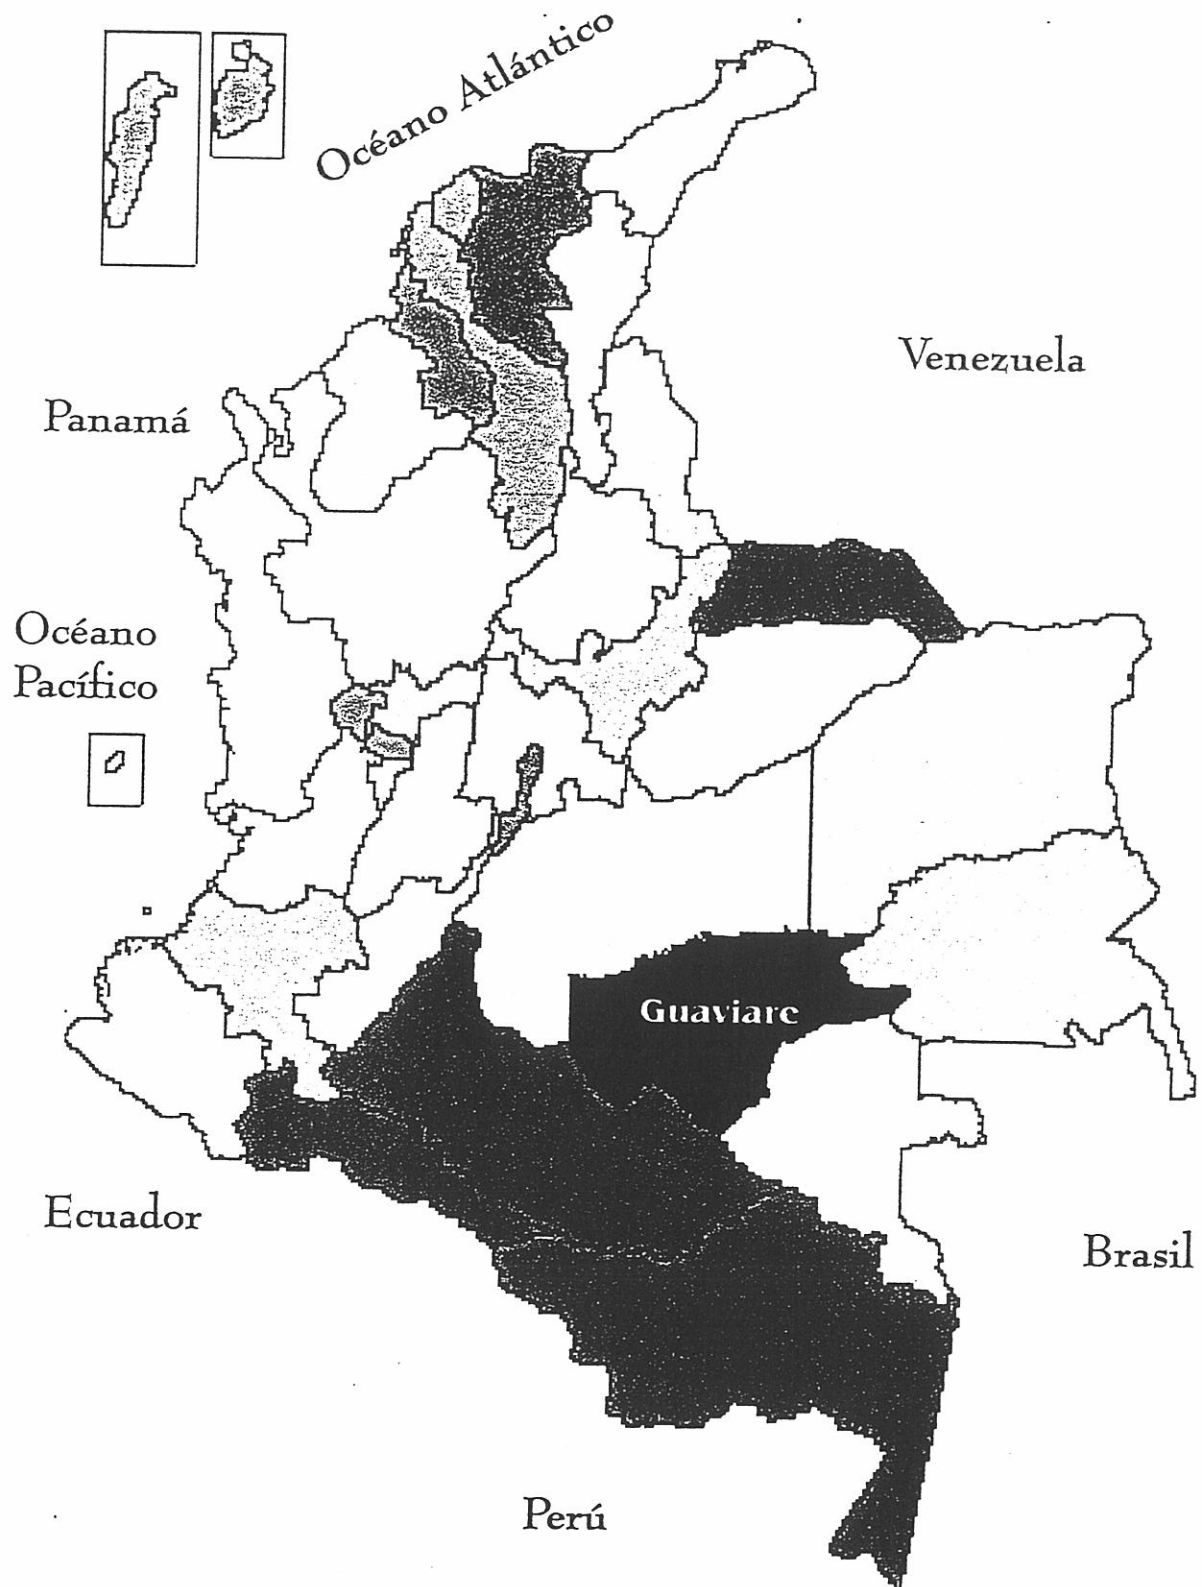 Océano Atlántico
Venezuela
Panamá
Océano
Pacífico
Guaviare
Ecuador
Brasil
Perú